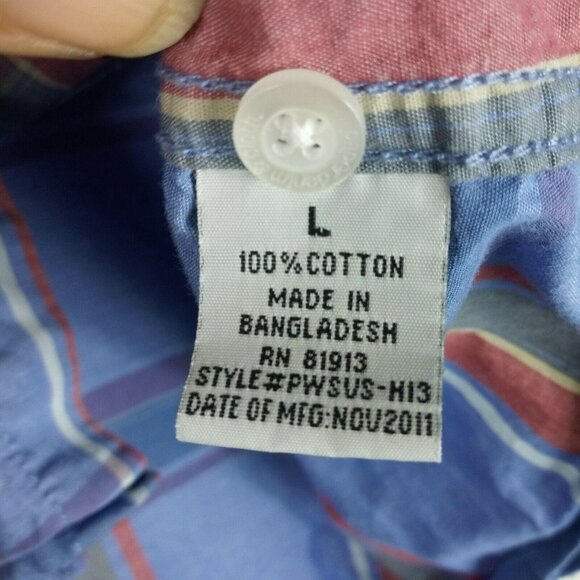 L
100% COTTON
MADE IN
BANGLADESH
RN 81913
STYLE#PWSUS-H13
DATE OF MFG:NOV2011